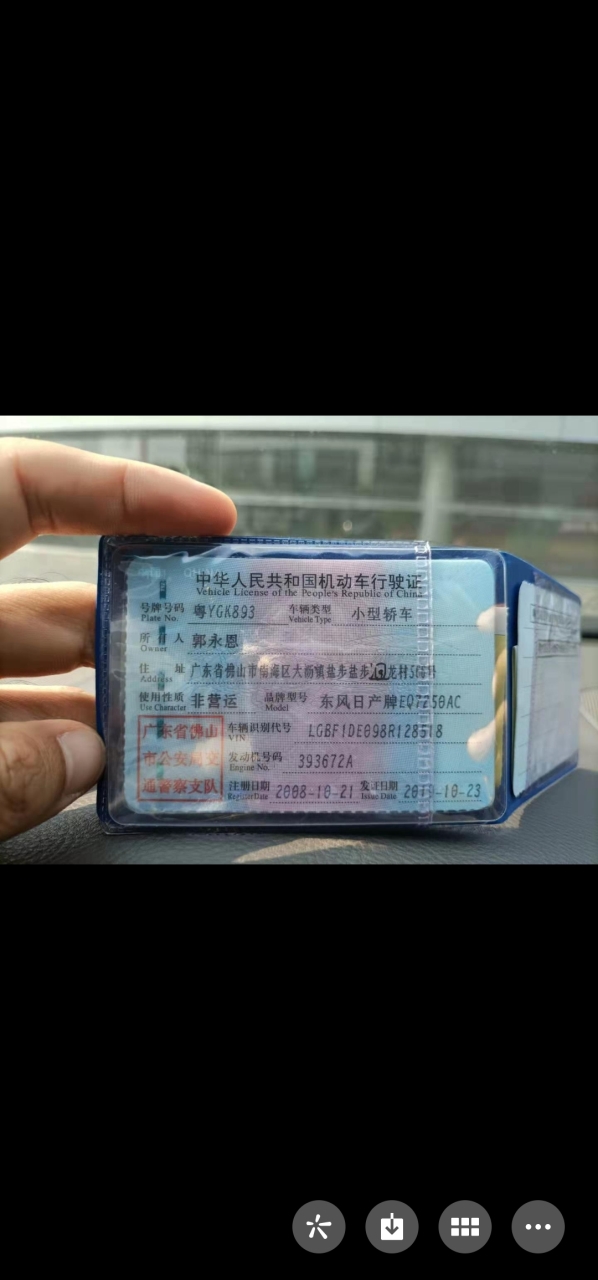 中华人民共和国机动车行驶证
Vehicle License of the People's Republic of China
号牌号码 粤YGK893 车辆类型 小型轿车
Plate No. Vehicle Type
所有人 郭永恩
Owner
住址 广东省佛山市南海区大沥镇盐步盐步 龙村
Address
使用性质 非营运 品牌型号 东风日产牌EQ7250AC
Use Character Model
广东省佛山
市公安局交
通警察支队
车辆识别代号 LGBF1DE098R128518
VIN
发动机号码 393672A
Engine No.
注册日期 2008-10-21 发证日期 -10-23
Register Date Issue Date